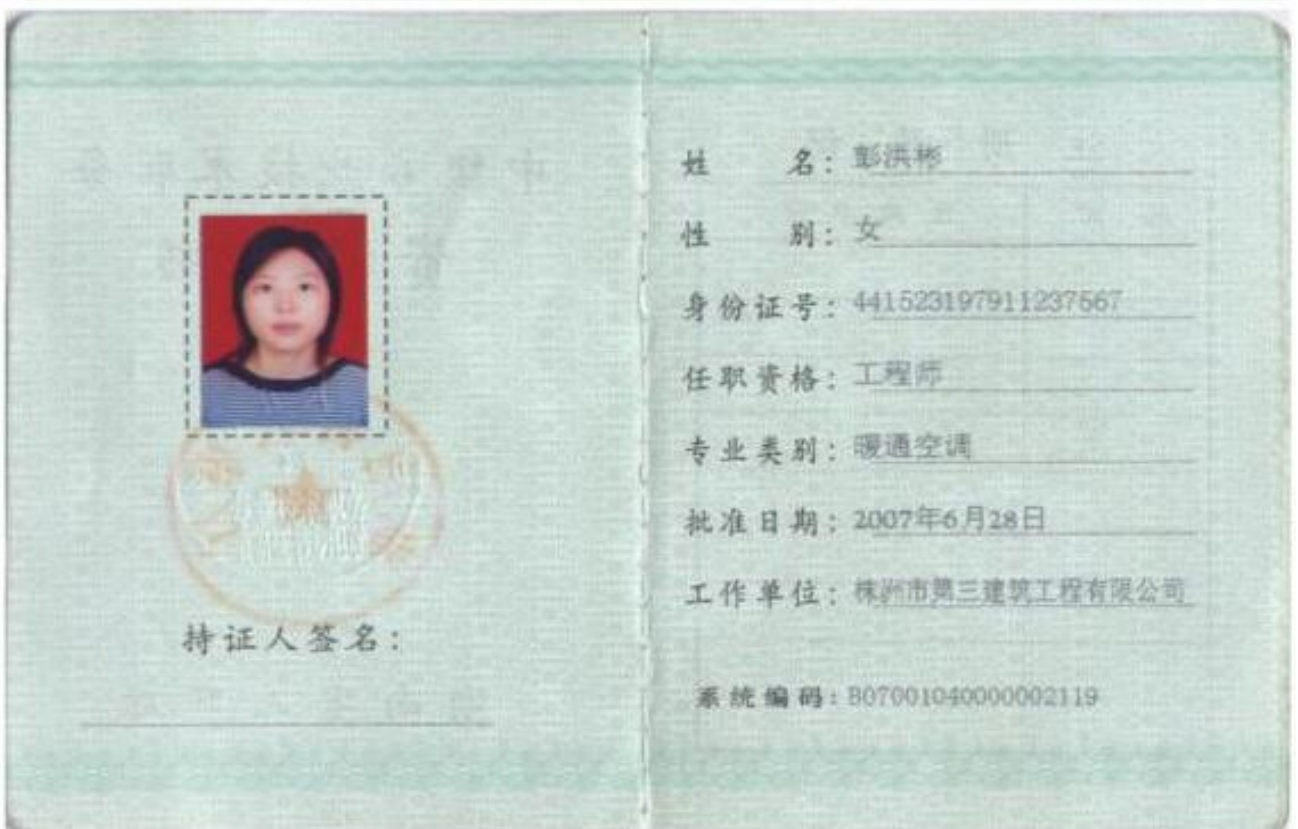 持证人签名：
姓名：彭洪彬
性别：女
身份证号：441523197911237567
任职资格：工程师
专业类别：暖通空调
批准日期：2007年6月28日
工作单位：株洲市第三建筑工程有限公司
系统编码：B07001040000002119